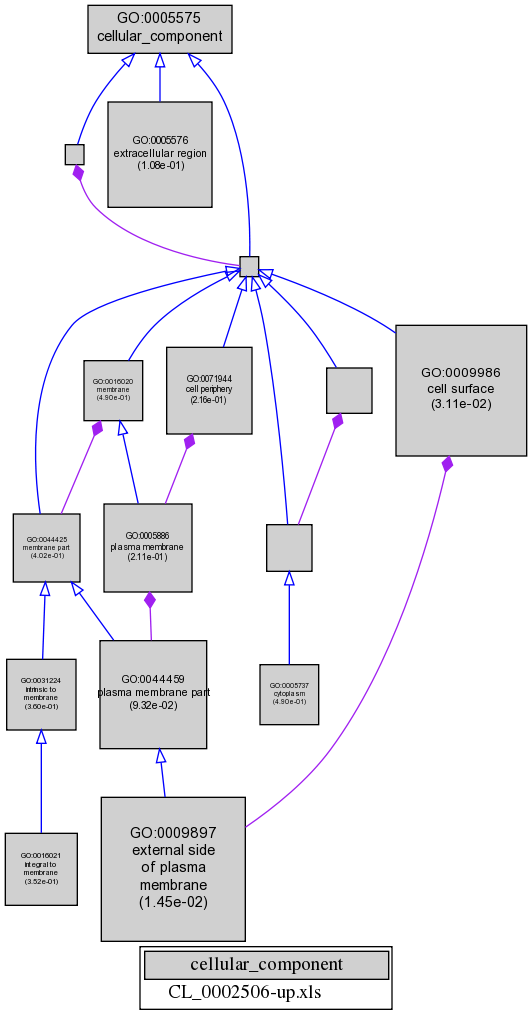 GO:0005575
cellular_component
GO:0005576
extracellular region
(1.08e-01)
GO:0009986
cell surface
(3.11e-02)
GO:0071944
cell periphery
(2.16e-01)
GO:0016020
membrane
(4.90e-01)
GO:0044425
membrane part
(4.02e-01)
GO:0005886
plasma membrane
(2.11e-01)
GO:0031224
intrinsic to
membrane
(3.60e-01)
GO:0044459
plasma membrane part
(9.32e-02)
GO:0005737
cytoplasm
(4.90e-01)
GO:0016021
integral to
membrane
(3.52e-01)
GO:0009897
external side
of plasma
membrane
(1.45e-02)
cellular_component
CL_0002506-up.xls